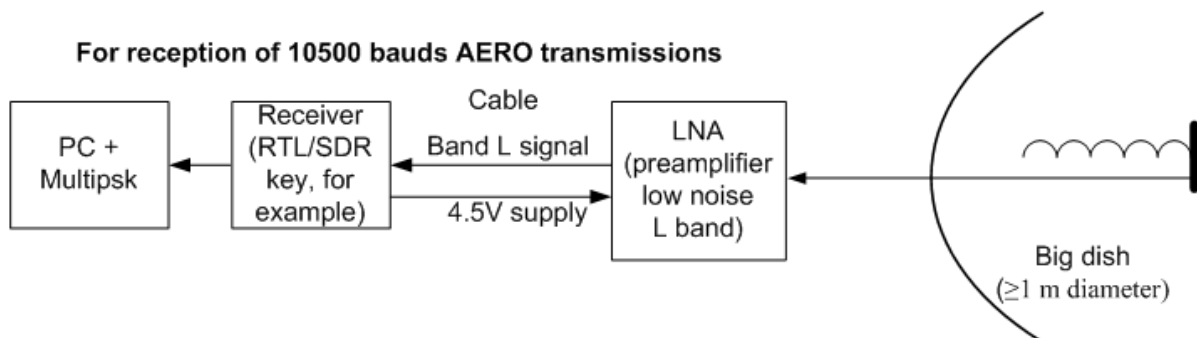 For reception of 10500 bauds AERO transmissions
PC +
Multipsk
Receiver
(RTL/SDR
key, for
example)
Cable
Band L signal
4.5V supply
LNA
(preamplifier
low noise
L band)
Big dish
(≥1 m diameter)